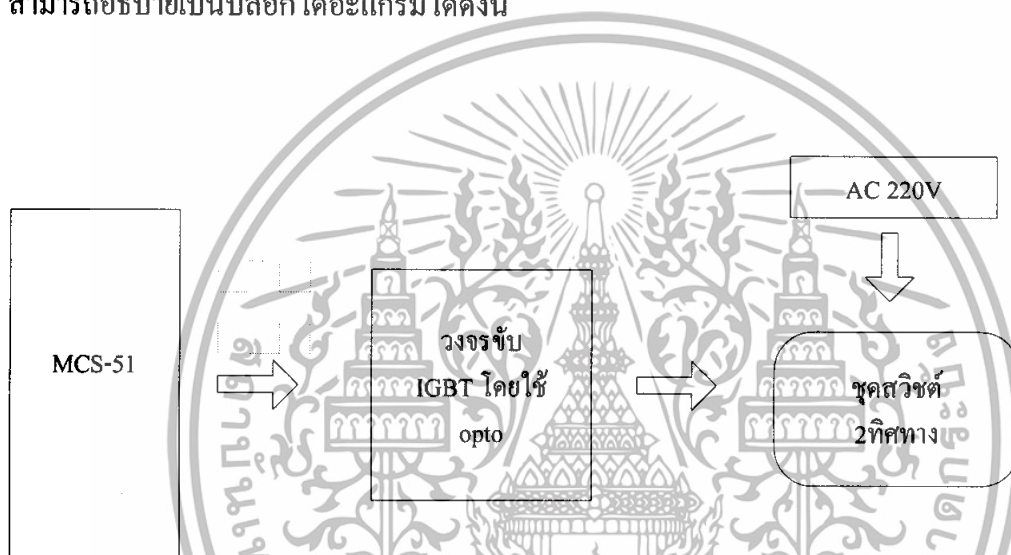 สามารถอธิบายเป็นบล็อกไดอะแกรมได้ดังนี้
AC 220V
MCS-51
วงจรขับ
IGBT โดยใช้
opto
ชุดสวิชต์
2ทิศทาง